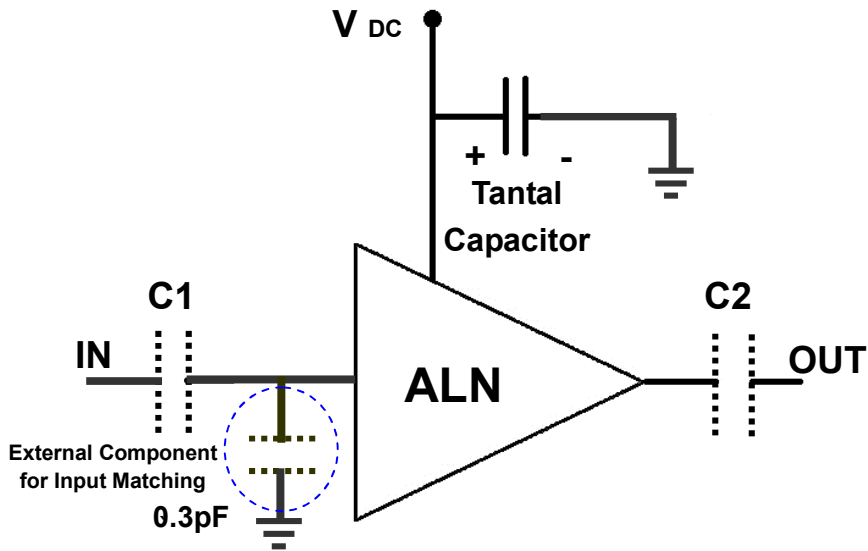 V DC
+ -
Tantal
Capacitor
C1
C2
IN
OUT
ALN
External Component
for Input Matching
0.3pF